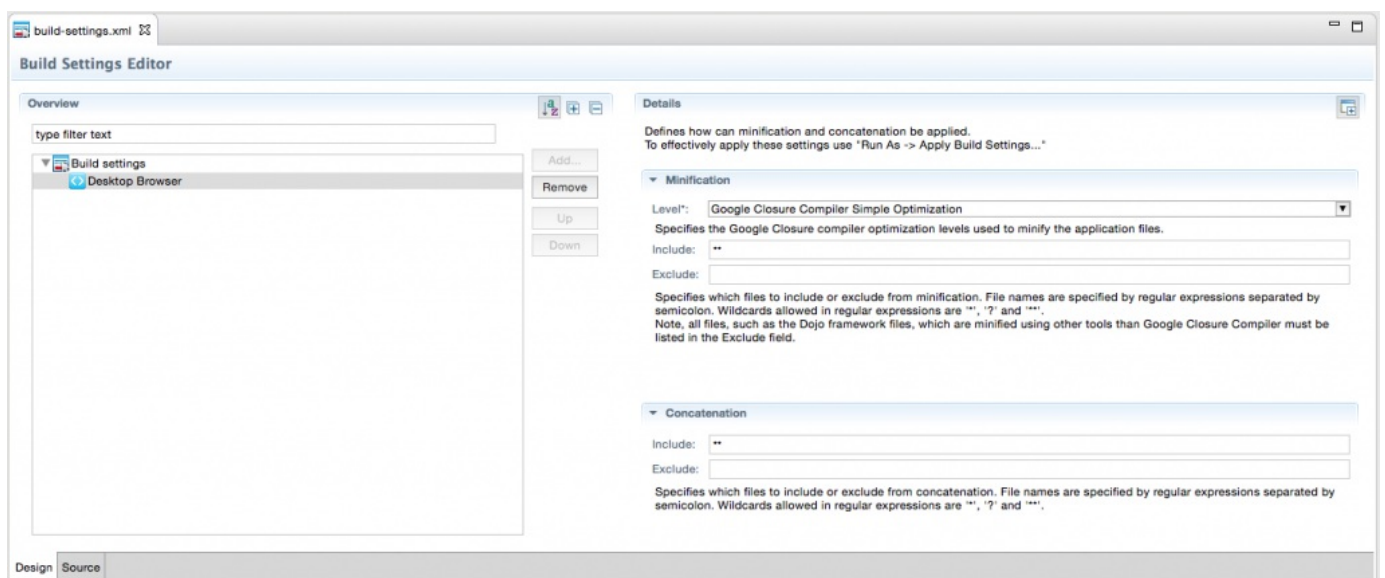 build-settings.xml
Build Settings Editor
Overview
type filter text
Build settings
Desktop Browser
Add...
Remove
Up
Down
Details
Defines how can minification and concatenation be applied.
To effectively apply these settings use "Run As -> Apply Build Settings..."
Minification
Level*: Google Closure Compiler Simple Optimization
Specifies the Google Closure compiler optimization levels used to minify the application files.
Include: **
Exclude:
Specifies which files to include or exclude from minification. File names are specified by regular expressions separated by
semicolon. Wildcards allowed in regular expressions are '*', '?' and '**'.
Note, all files, such as the Dojo framework files, which are minified using other tools than Google Closure Compiler must be
listed in the Exclude field.
Concatenation
Include: **
Exclude:
Specifies which files to include or exclude from concatenation. File names are specified by regular expressions separated by
semicolon. Wildcards allowed in regular expressions are '*', '?' and '**'.
Design Source